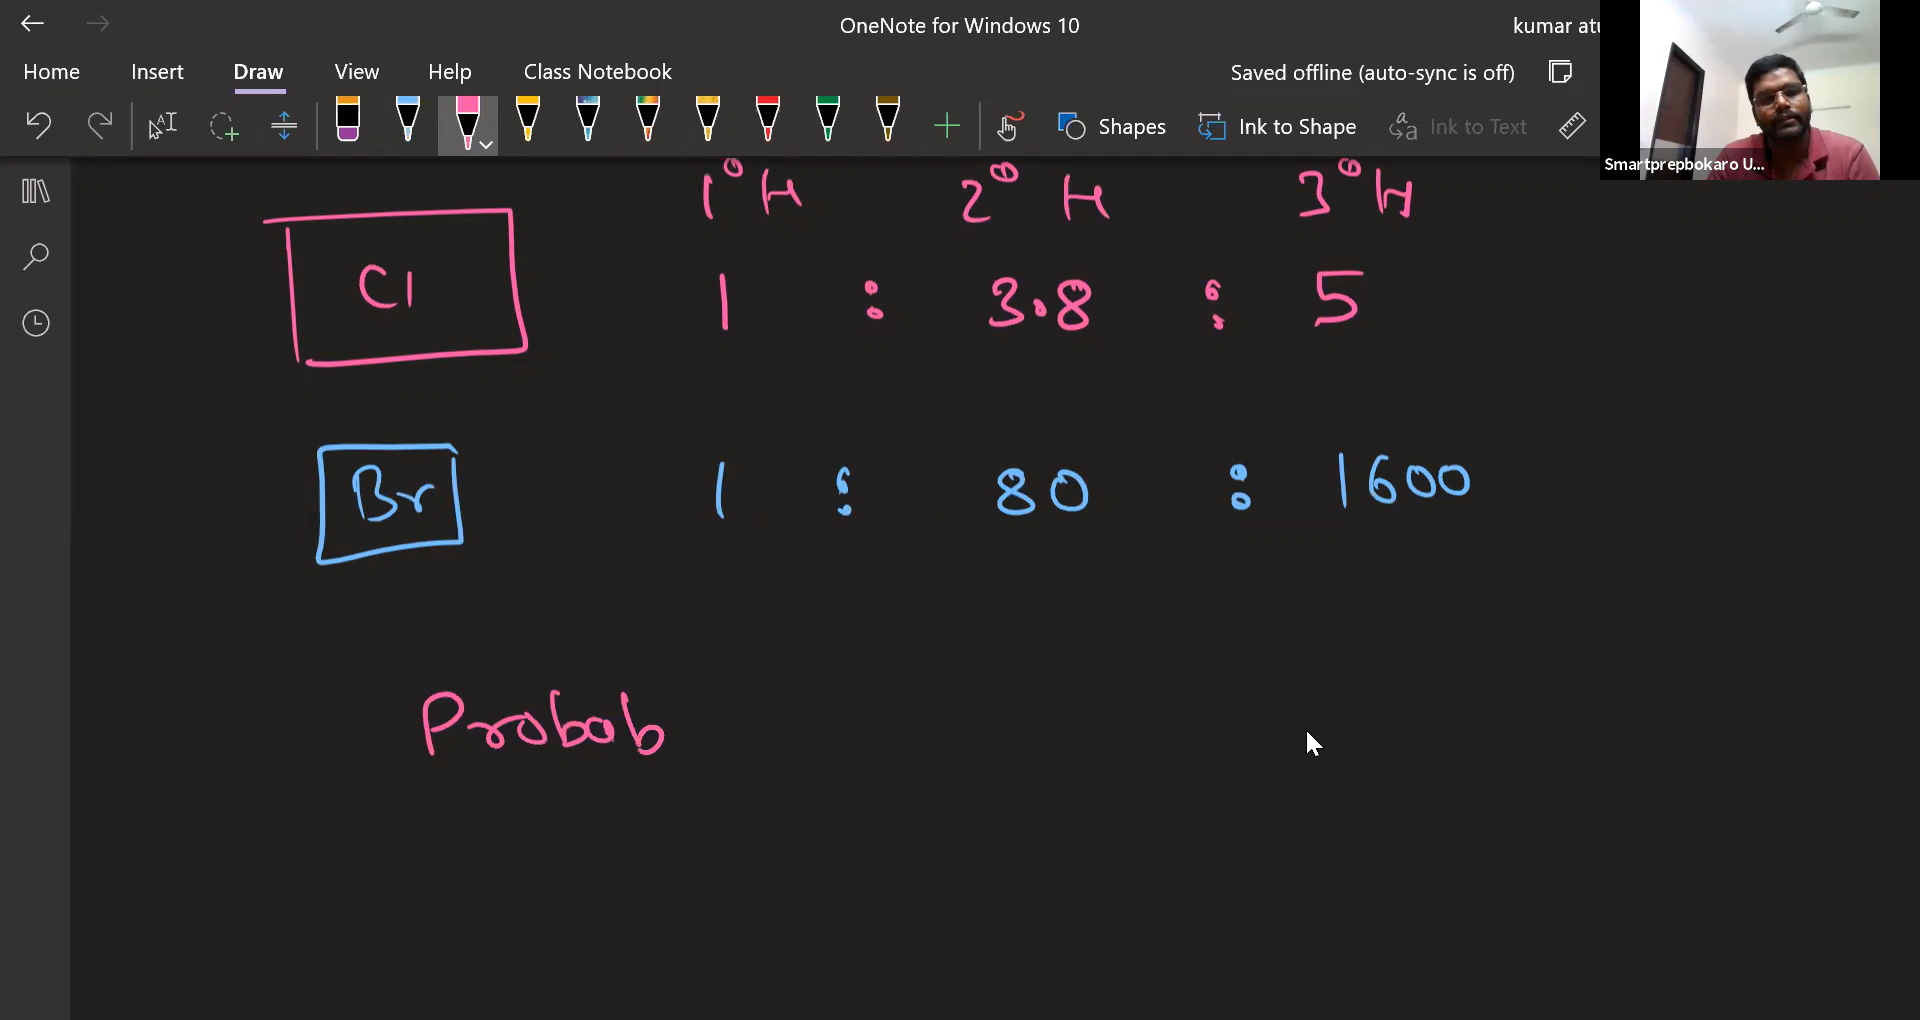 OneNote for Windows 10
kumar atu
Home Insert Draw View Help Class Notebook
Saved offline (auto-sync is off)
Shapes Ink to Shape Ink to Text
Smartprepbokaro U...
1° H 2° H 3° H
Cl 1 : 3.8 : 5
Br 1 : 80 : 1600
Probab